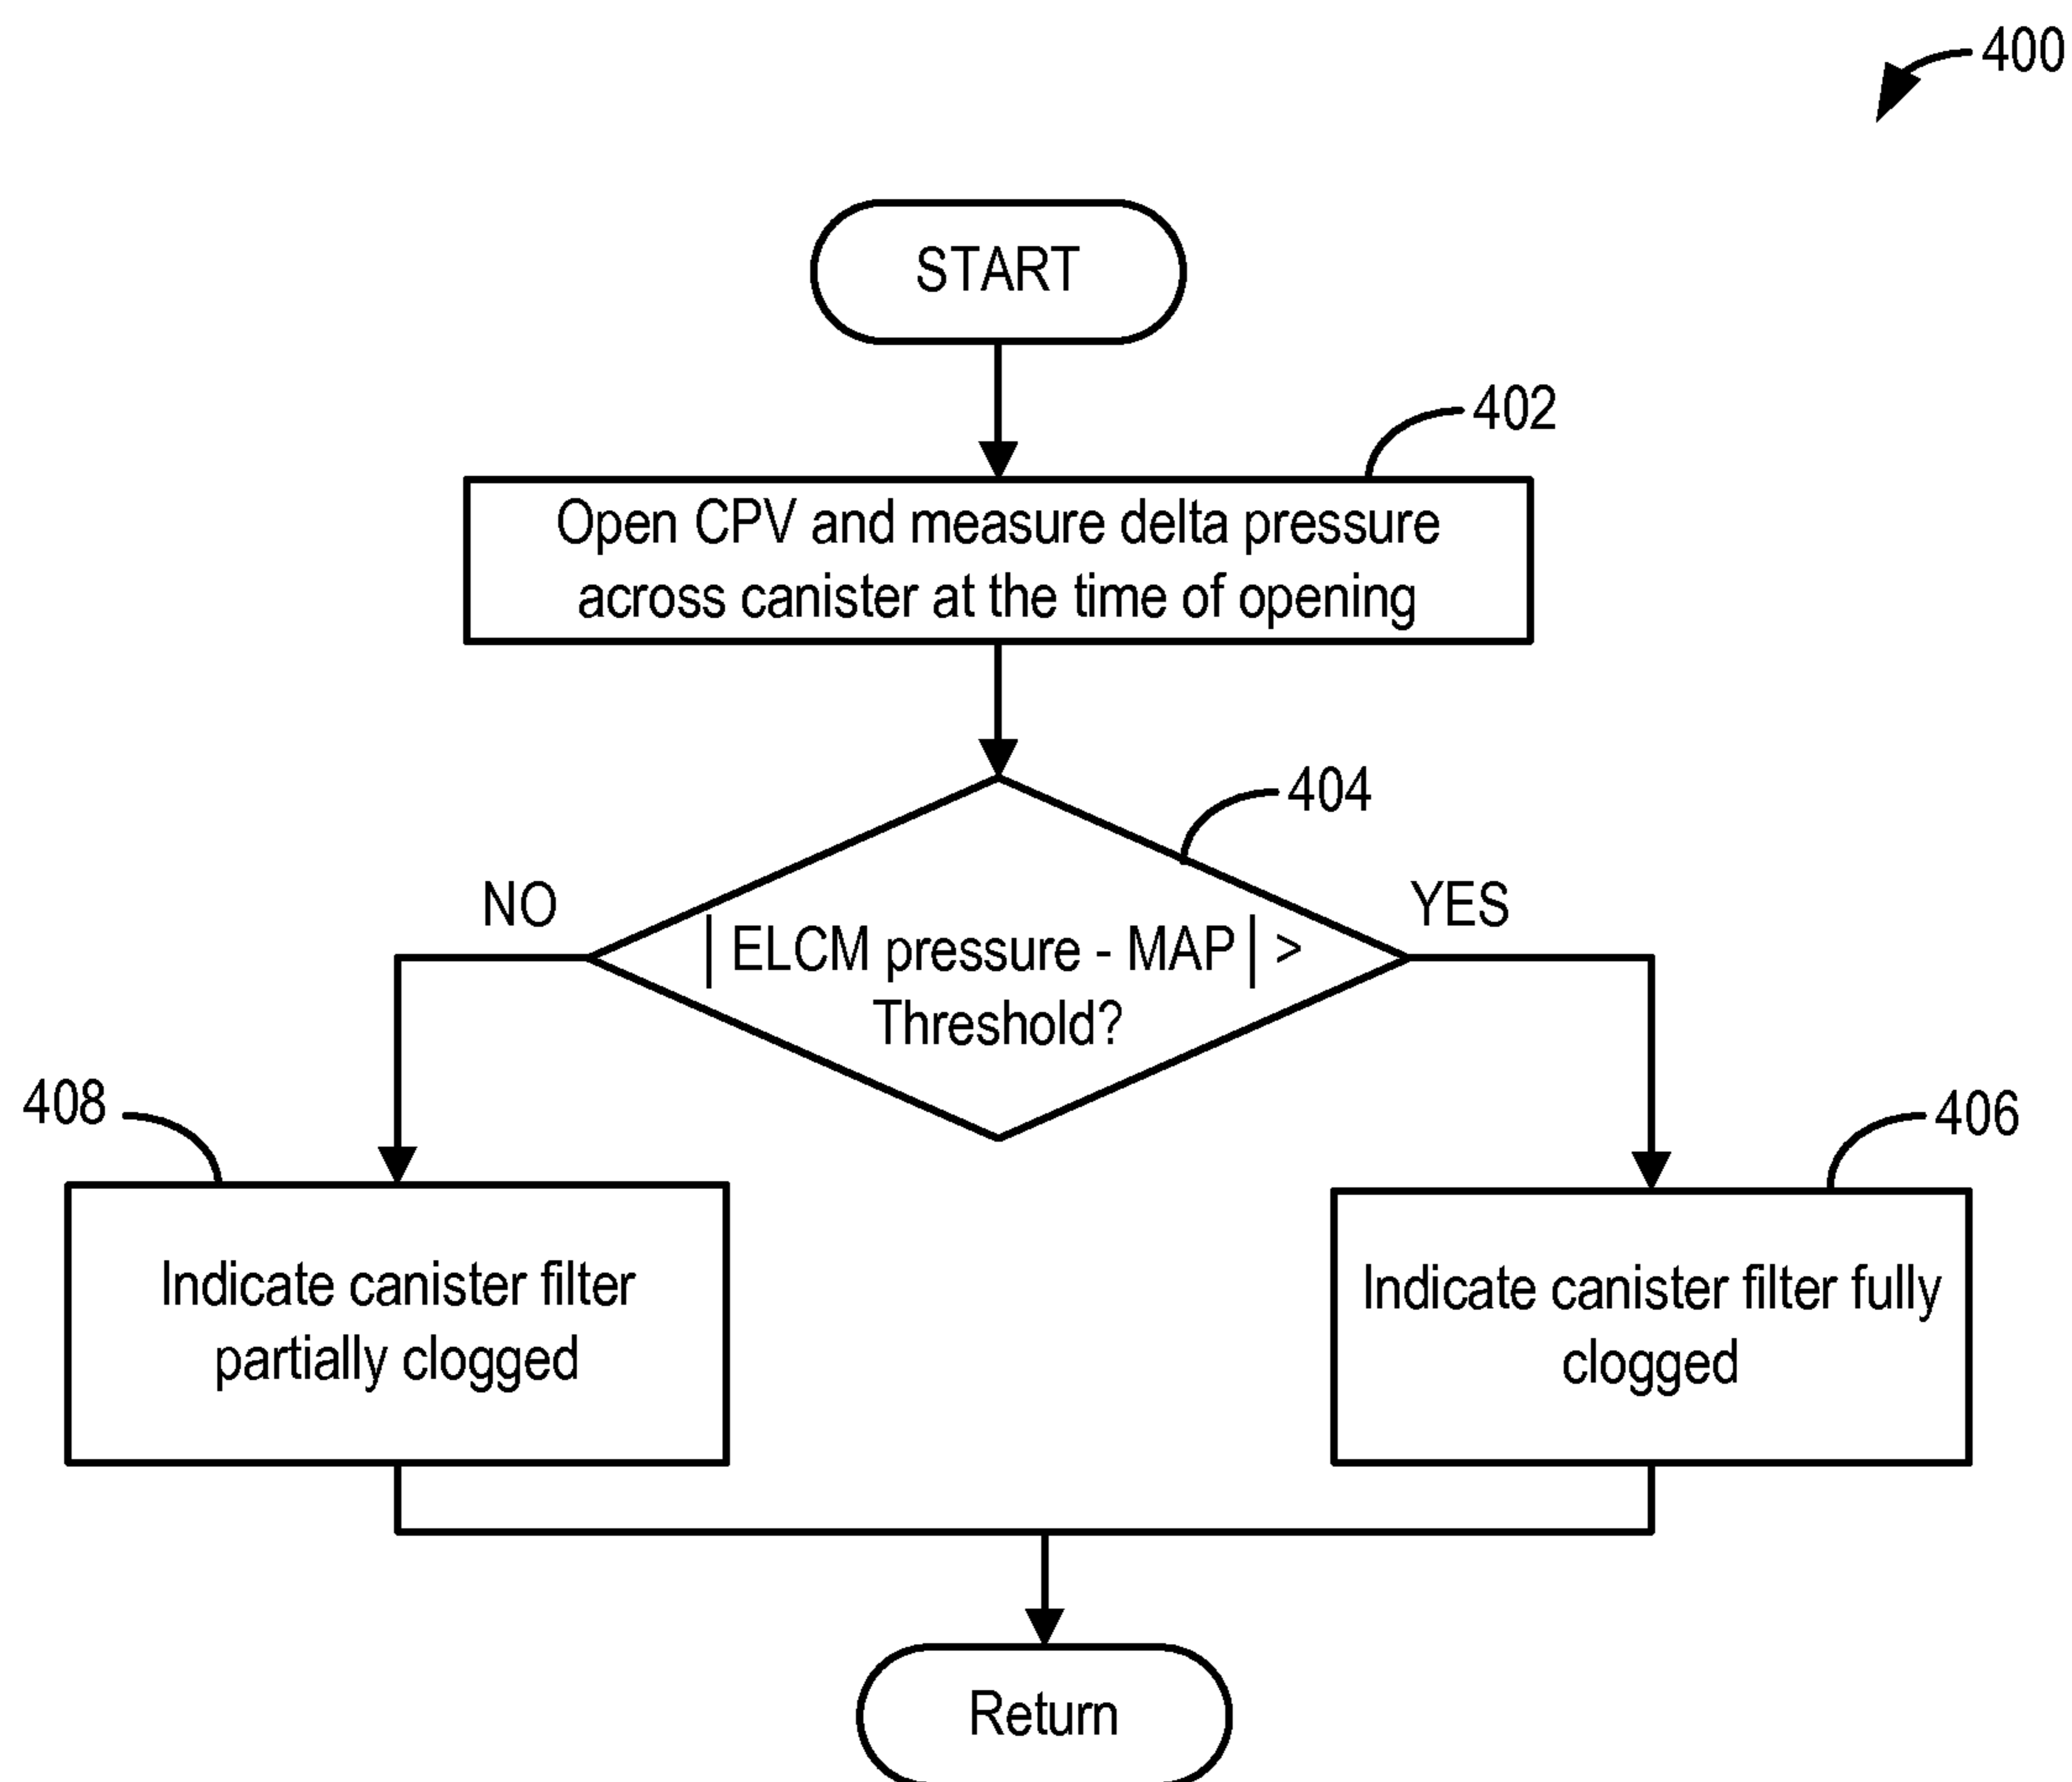 400
START
402
Open CPV and measure delta pressure
across canister at the time of opening
404
NO
YES
| ELCM pressure - MAP | >
Threshold?
408
406
Indicate canister filter
partially clogged
Indicate canister filter fully
clogged
Return